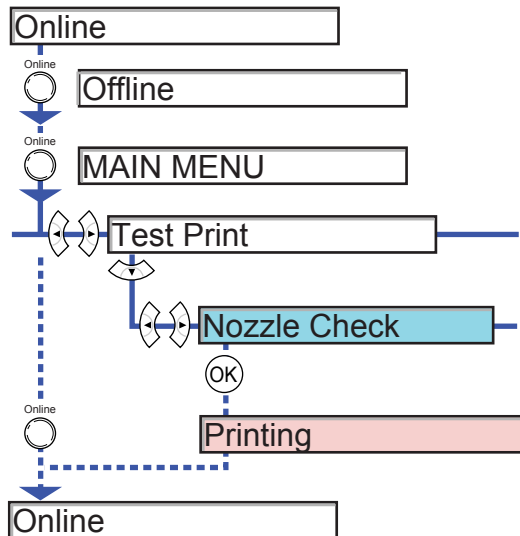 Online
Online
Offline
Online
MAIN MENU
Test Print
Nozzle Check
OK
Online
Printing
Online